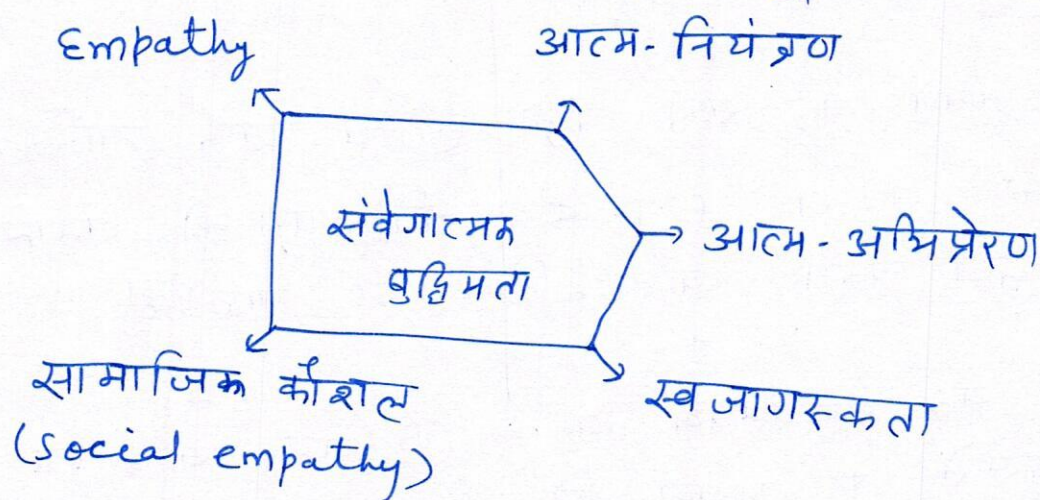 Empathy
आत्म-नियंत्रण
संवेगात्मक
बुद्धिमता
आत्म-अभिप्रेरण
सामाजिक कौशल
(social empathy)
स्वजागरूकता